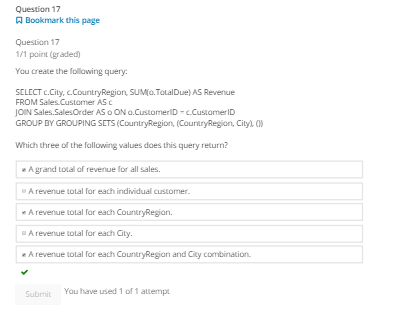 Question 17
Bookmark this page
Question 17
1/1 point (graded)
You create the following query:
SELECT c.City, c.CountryRegion, SUM(o.TotalDue) AS Revenue
FROM Sales.Customer AS c
JOIN Sales.SalesOrder AS o ON o.CustomerID = c.CustomerID
GROUP BY GROUPING SETS (CountryRegion, (CountryRegion, City), ())
Which three of the following values does this query return?
A grand total of revenue for all sales.
A revenue total for each individual customer.
A revenue total for each CountryRegion.
A revenue total for each City.
A revenue total for each CountryRegion and City combination.
Submit
You have used 1 of 1 attempt